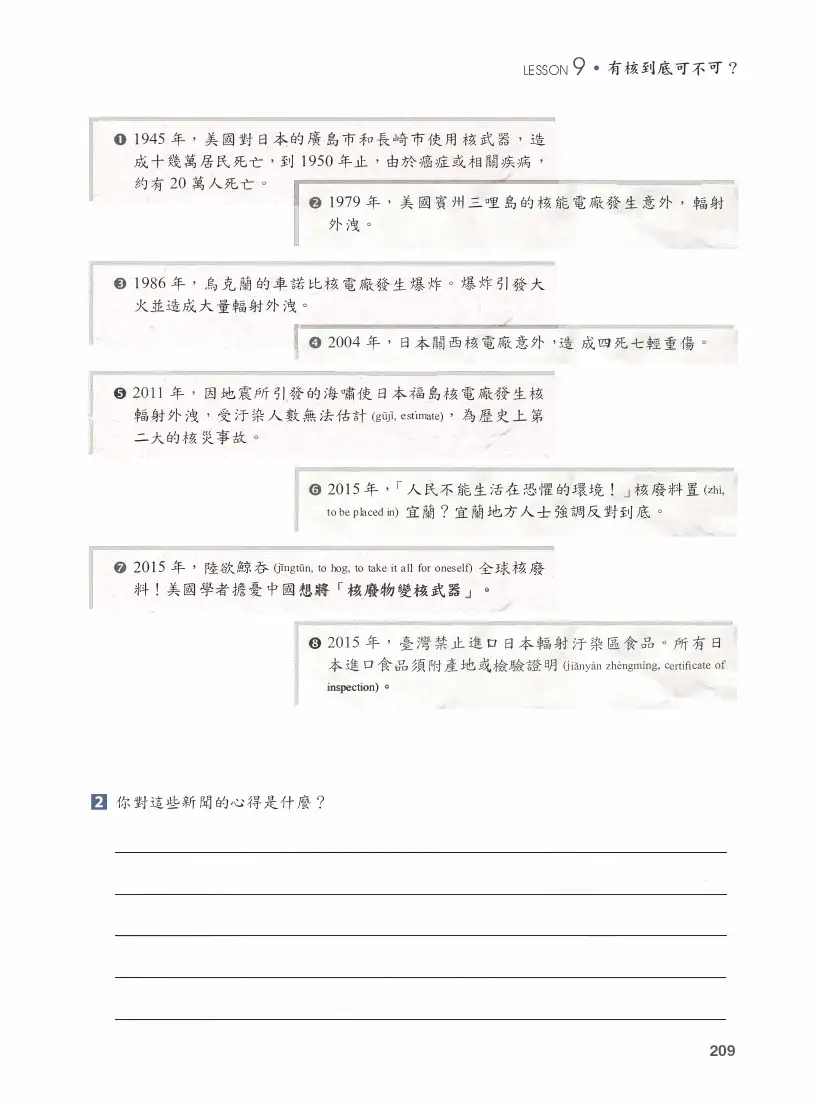 LESSON 9 • 有核到底可不可？
❶ 1945 年，美國對日本的廣島市和長崎市使用核武器，造
成十幾萬居民死亡，到 1950 年止，由於癌症或相關疾病，
約有 20 萬人死亡。
❷ 1979 年，美國賓州三哩島的核能電廠發生意外，輻射
外洩。
❸ 1986 年，烏克蘭的車諾比核電廠發生爆炸。爆炸引發大
火並造成大量輻射外洩。
❹ 2004 年，日本關西核電廠意外，造成四死七輕重傷。
❺ 2011 年，因地震所引發的海嘯使日本福島核電廠發生核
輻射外洩，受汙染人數無法估計 (gūjì, estimate)，為歷史上第
二大的核災事故。
❻ 2015 年，「人民不能生活在恐懼的環境！」核廢料置 (zhì,
to be placed in) 宜蘭？宜蘭地方人士強調反對到底。
❼ 2015 年，陸欲鯨吞 (jīngtūn, to hog, to take it all for oneself) 全球核廢
料！美國學者擔憂中國想將「核廢物變核武器」。
❽ 2015 年，臺灣禁止進口日本輻射汙染區食品。所有日
本進口食品須附產地或檢驗證明 (jiǎnyàn zhèngmíng, certificate of
inspection)。
2 你對這些新聞的心得是什麼？
209